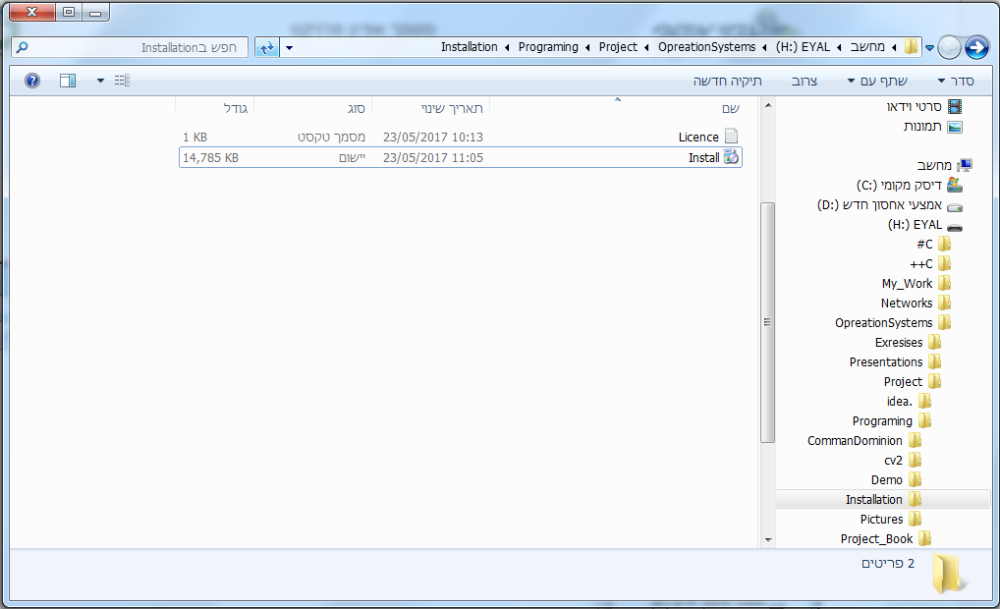 מחשב ◂ EYAL (H:) ◂ OpreationSystems ◂ Project ◂ Programing ◂ Installation
חפש בInstallation
סדר שתף עם צרוב תיקיה חדשה
שם תאריך שינוי סוג גודל
Licence 23/05/2017 10:13 מסמך טקסט 1 KB
Install 23/05/2017 11:05 יישום 14,785 KB
סרטי וידאו
תמונות
מחשב
דיסק מקומי (C:)
אמצעי אחסון חדש (D:)
EYAL (H:)
C#
C++
My_Work
Networks
OpreationSystems
Exresises
Presentations
Project
.idea
Programing
CommanDominion
cv2
Demo
Installation
Pictures
Project_Book
2 פריטים